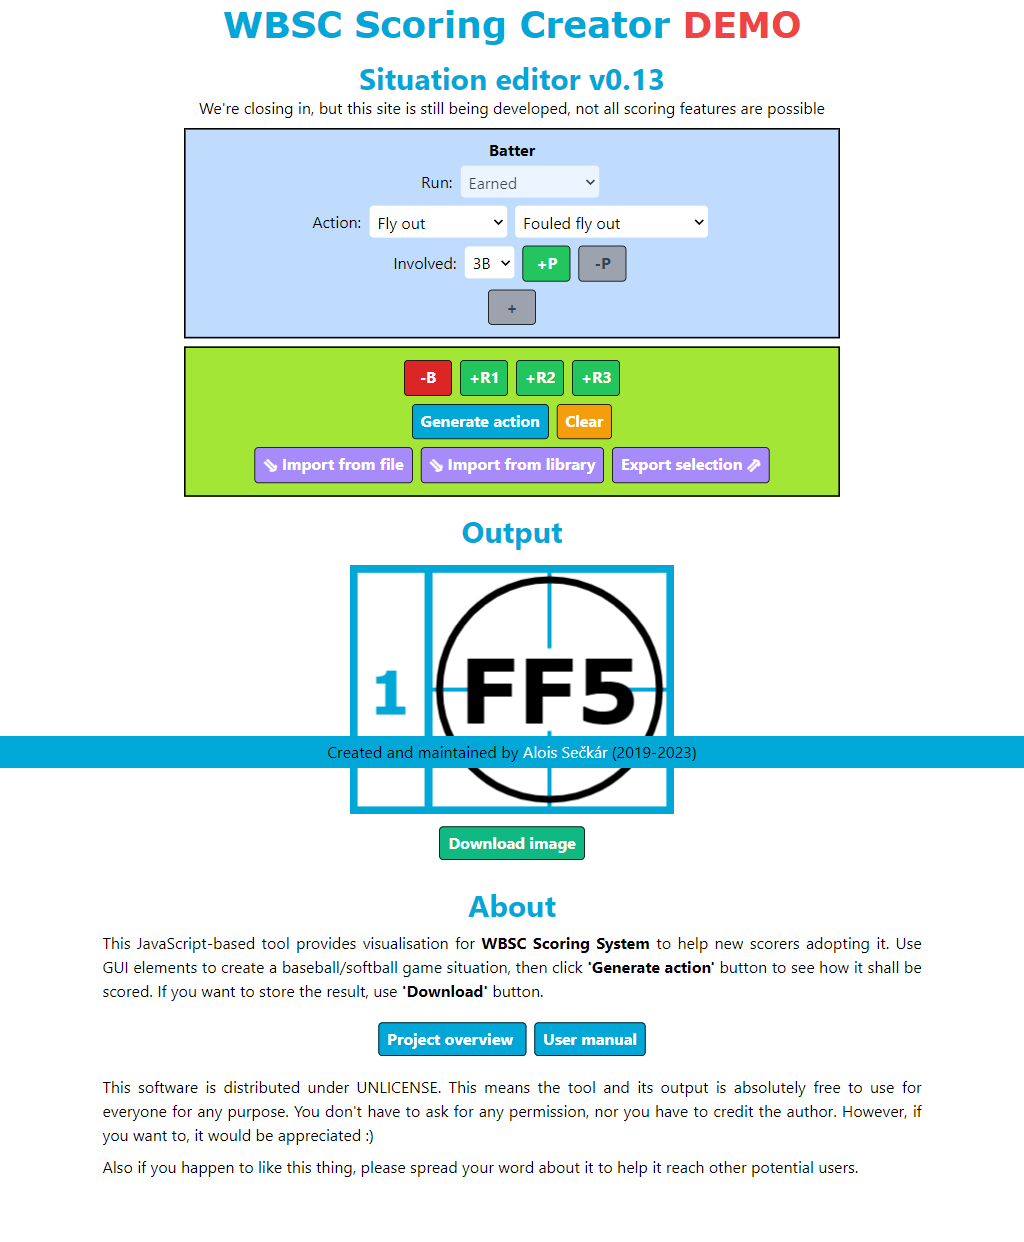 WBSC Scoring Creator DEMO
Situation editor v0.13
We're closing in, but this site is still being developed, not all scoring features are possible
Batter
Run: Earned
Action: Fly out Fouled fly out
Involved: 3B +P -P
+
-B +R1 +R2 +R3
Generate action Clear
⇘ Import from file ⇘ Import from library Export selection ⇗
Output
1 FF5
Created and maintained by Alois Sečkár (2019-2023)
Download image
About
This JavaScript-based tool provides visualisation for WBSC Scoring System to help new scorers adopting it. Use
GUI elements to create a baseball/softball game situation, then click 'Generate action' button to see how it shall be
scored. If you want to store the result, use 'Download' button.
Project overview User manual
This software is distributed under UNLICENSE. This means the tool and its output is absolutely free to use for
everyone for any purpose. You don't have to ask for any permission, nor you have to credit the author. However, if
you want to, it would be appreciated :)
Also if you happen to like this thing, please spread your word about it to help it reach other potential users.